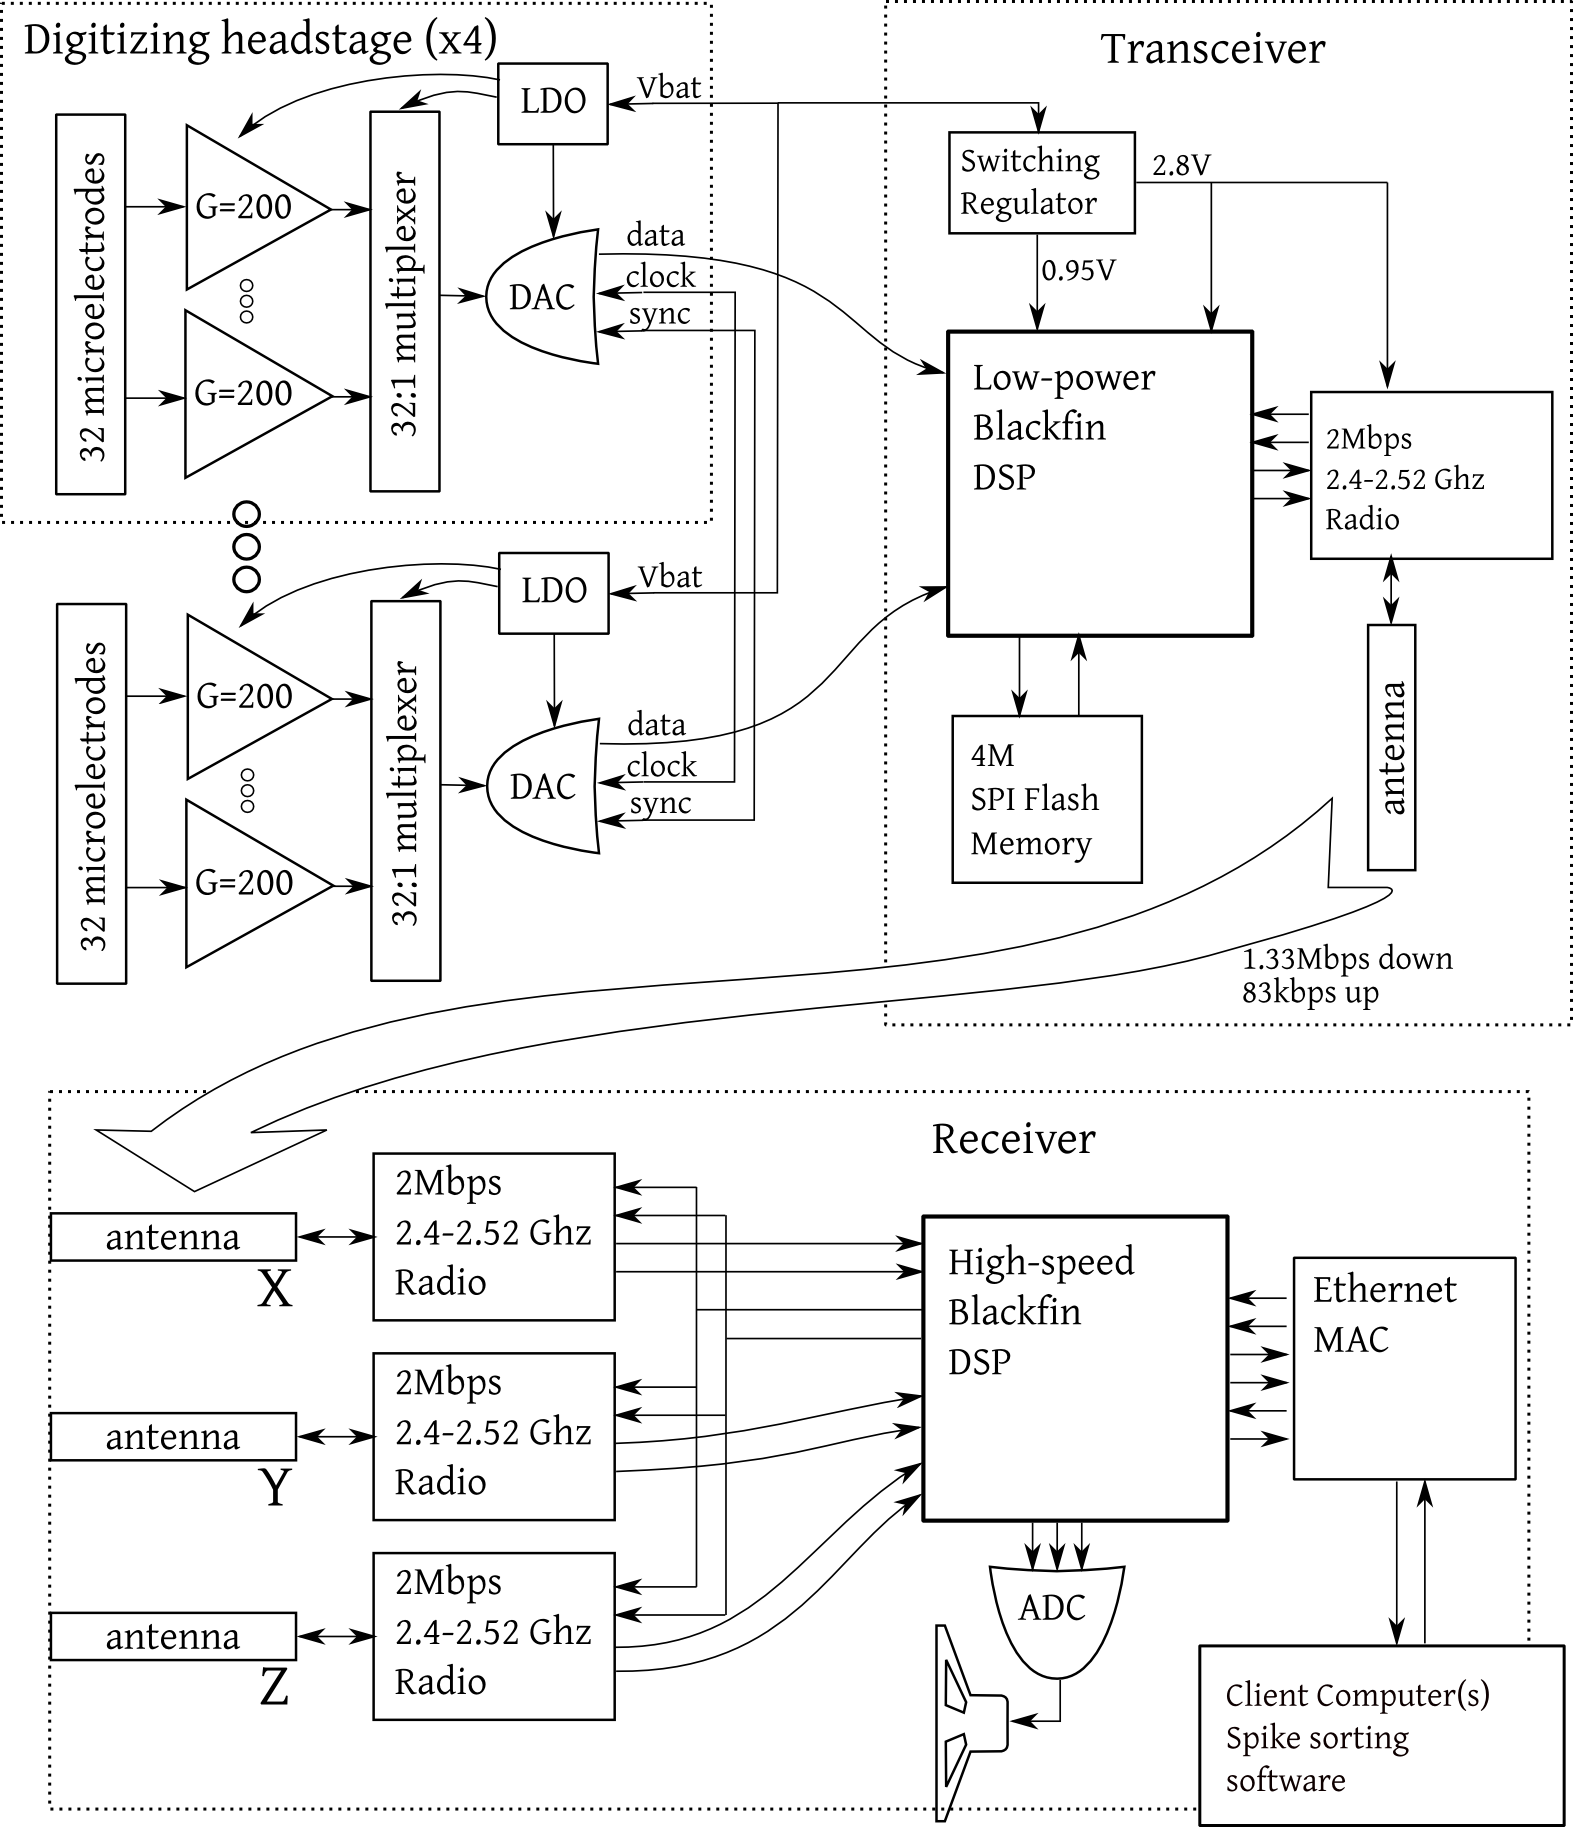 Digitizing headstage (x4)
32 microelectrodes
G=200
G=200
32:1 multiplexer
LDO
Vbat
DAC
data
clock
sync
32 microelectrodes
G=200
G=200
32:1 multiplexer
LDO
Vbat
DAC
data
clock
sync
Transceiver
Switching
Regulator
2.8V
0.95V
Low-power
Blackfin
DSP
2Mbps
2.4-2.52 Ghz
Radio
antenna
4M
SPI Flash
Memory
1.33Mbps down
83kbps up
Receiver
antenna
X
2Mbps
2.4-2.52 Ghz
Radio
antenna
Y
2Mbps
2.4-2.52 Ghz
Radio
antenna
Z
2Mbps
2.4-2.52 Ghz
Radio
High-speed
Blackfin
DSP
Ethernet
MAC
ADC
Client Computer(s)
Spike sorting
software